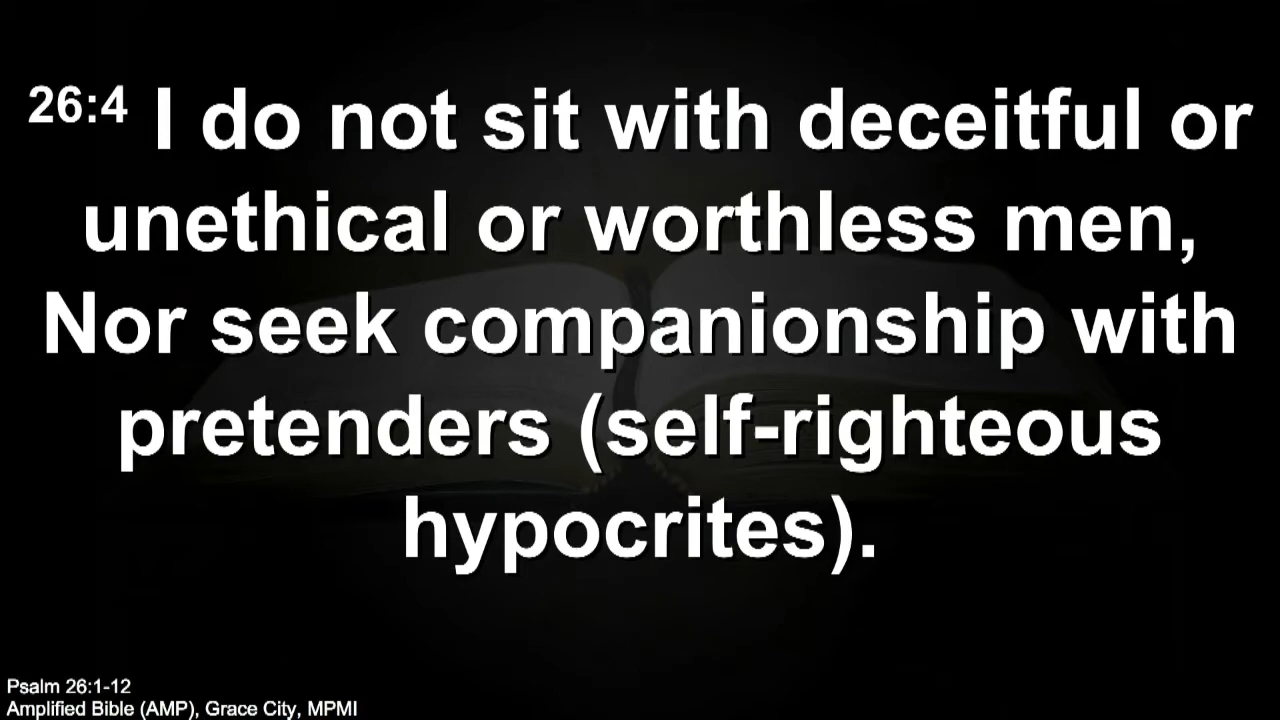 26:4 I do not sit with deceitful or
unethical or worthless men,
Nor seek companionship with
pretenders (self-righteous
hypocrites).
Psalm 26:1-12
Amplified Bible (AMP), Grace City, MPMI